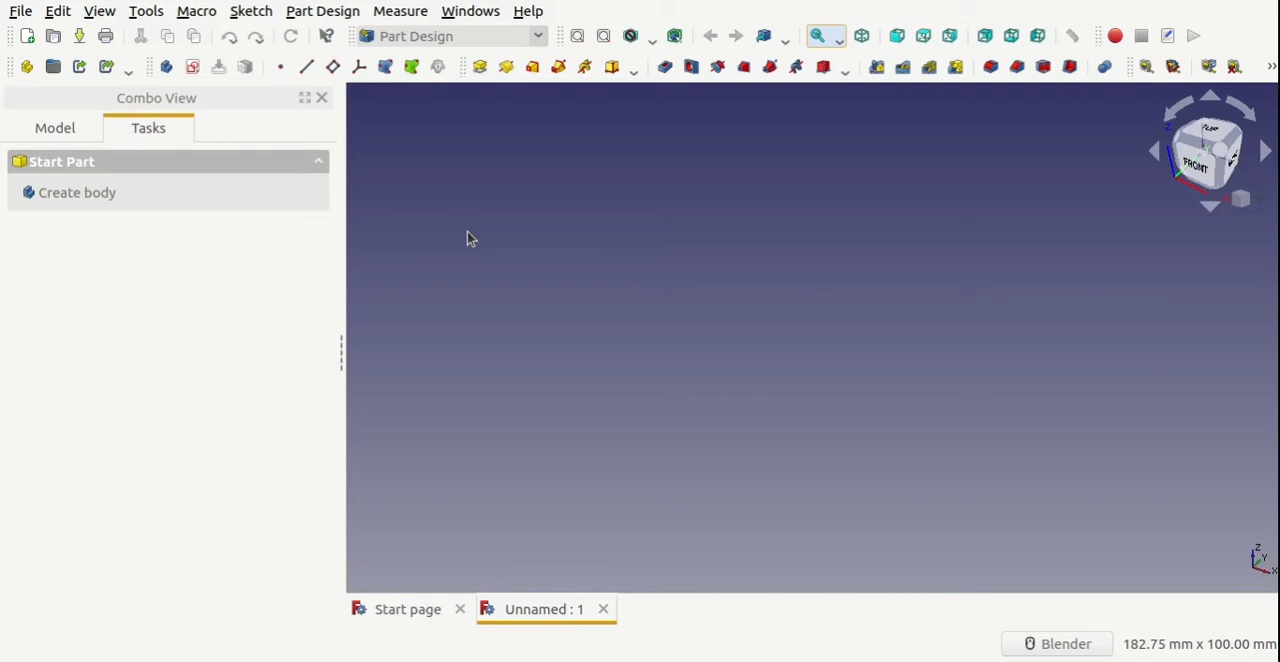 File Edit View Tools Macro Sketch Part Design Measure Windows Help
Part Design
Combo View
Model Tasks
Start Part
Create body
FRONT
Z
X
Z
Y
X
Start page Unnamed : 1
Blender 182.75 mm x 100.00 mm